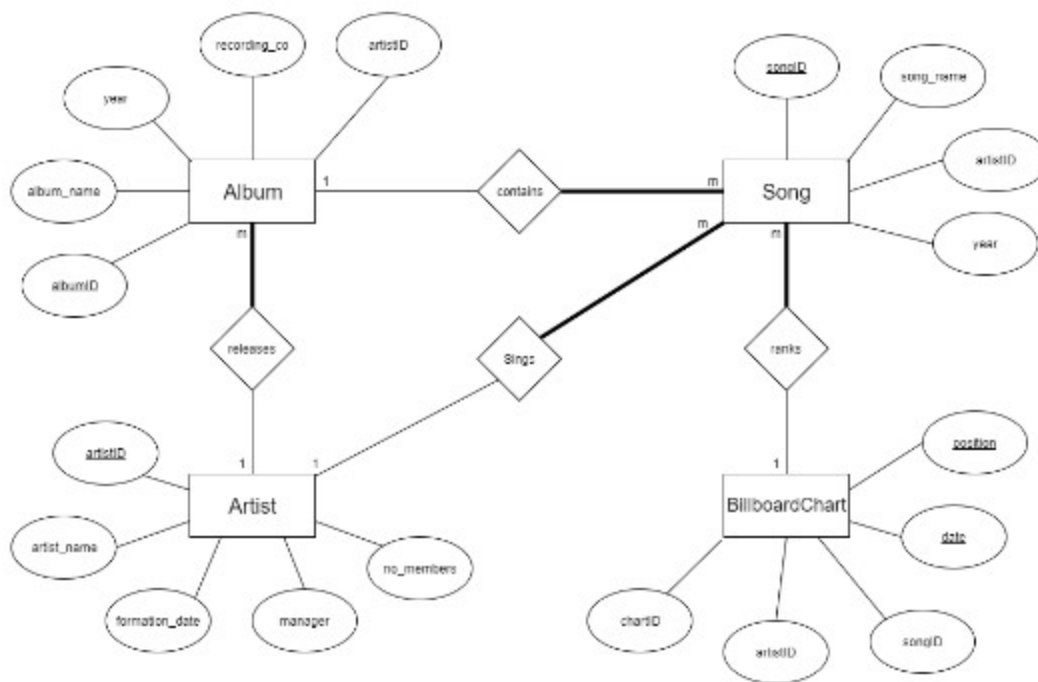 recording_co
artistID
songID
song_name
year
artistID
album_name
Album
1
contains
m
Song
m
m
m
albumID
year
releases
Sings
ranks
artistID
1
1
1
position
Artist
BillboardChart
artist_name
no_members
date
formation_date
manager
chartID
artistID
songID